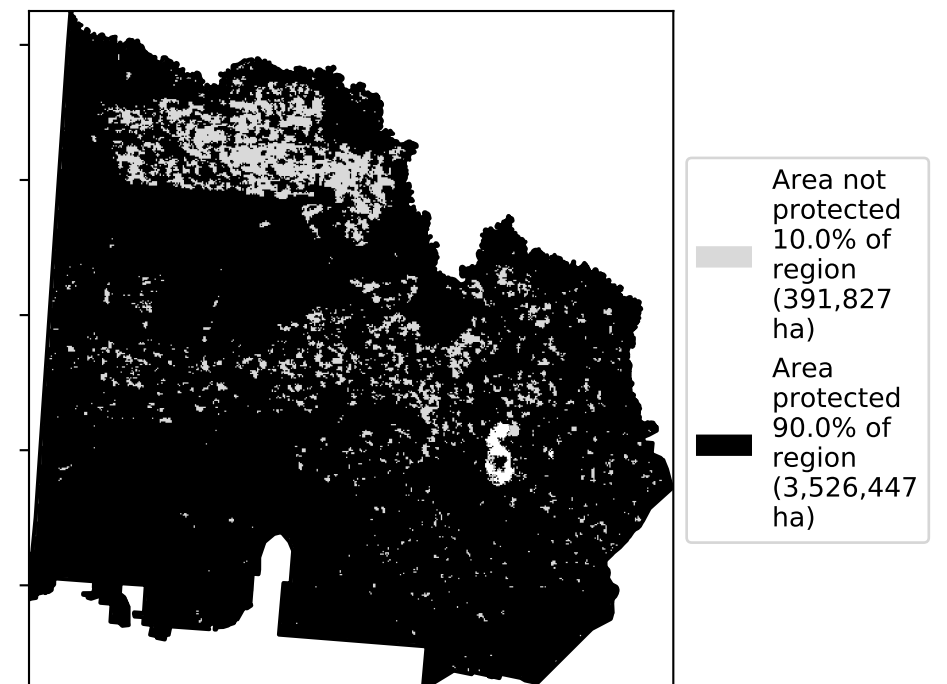 Area not
protected
10.0% of
region
(391,827
ha)
Area
protected
90.0% of
region
(3,526,447
ha)